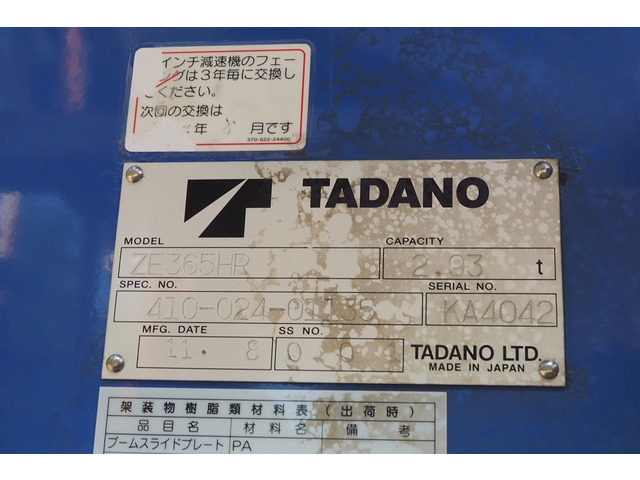 インチ減速機のフェー
ングは3年毎に交換し
ください。
次回の交換は
年 月です
370-022-24400
TADANO
MODEL
CAPACITY
ZE365HR
2.93 t
SPEC. NO.
SERIAL NO.
410-024-01135
KA4042
MFG. DATE
SS NO.
11. 8
0 0
TADANO LTD.
MADE IN JAPAN
架装物樹脂類材料表(出荷時)
品目名 材料名 備考
ブームスライドプレート PA